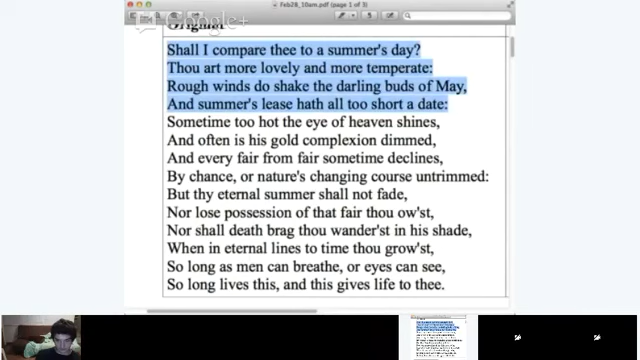 Feb28_10am.pdf (page 1 of 3)
Google+
Original
Shall I compare thee to a summer's day?
Thou art more lovely and more temperate:
Rough winds do shake the darling buds of May,
And summer's lease hath all too short a date:
Sometime too hot the eye of heaven shines,
And often is his gold complexion dimmed,
And every fair from fair sometime declines,
By chance, or nature's changing course untrimmed:
But thy eternal summer shall not fade,
Nor lose possession of that fair thou ow'st,
Nor shall death brag thou wander'st in his shade,
When in eternal lines to time thou grow'st,
So long as men can breathe, or eyes can see,
So long lives this, and this gives life to thee.